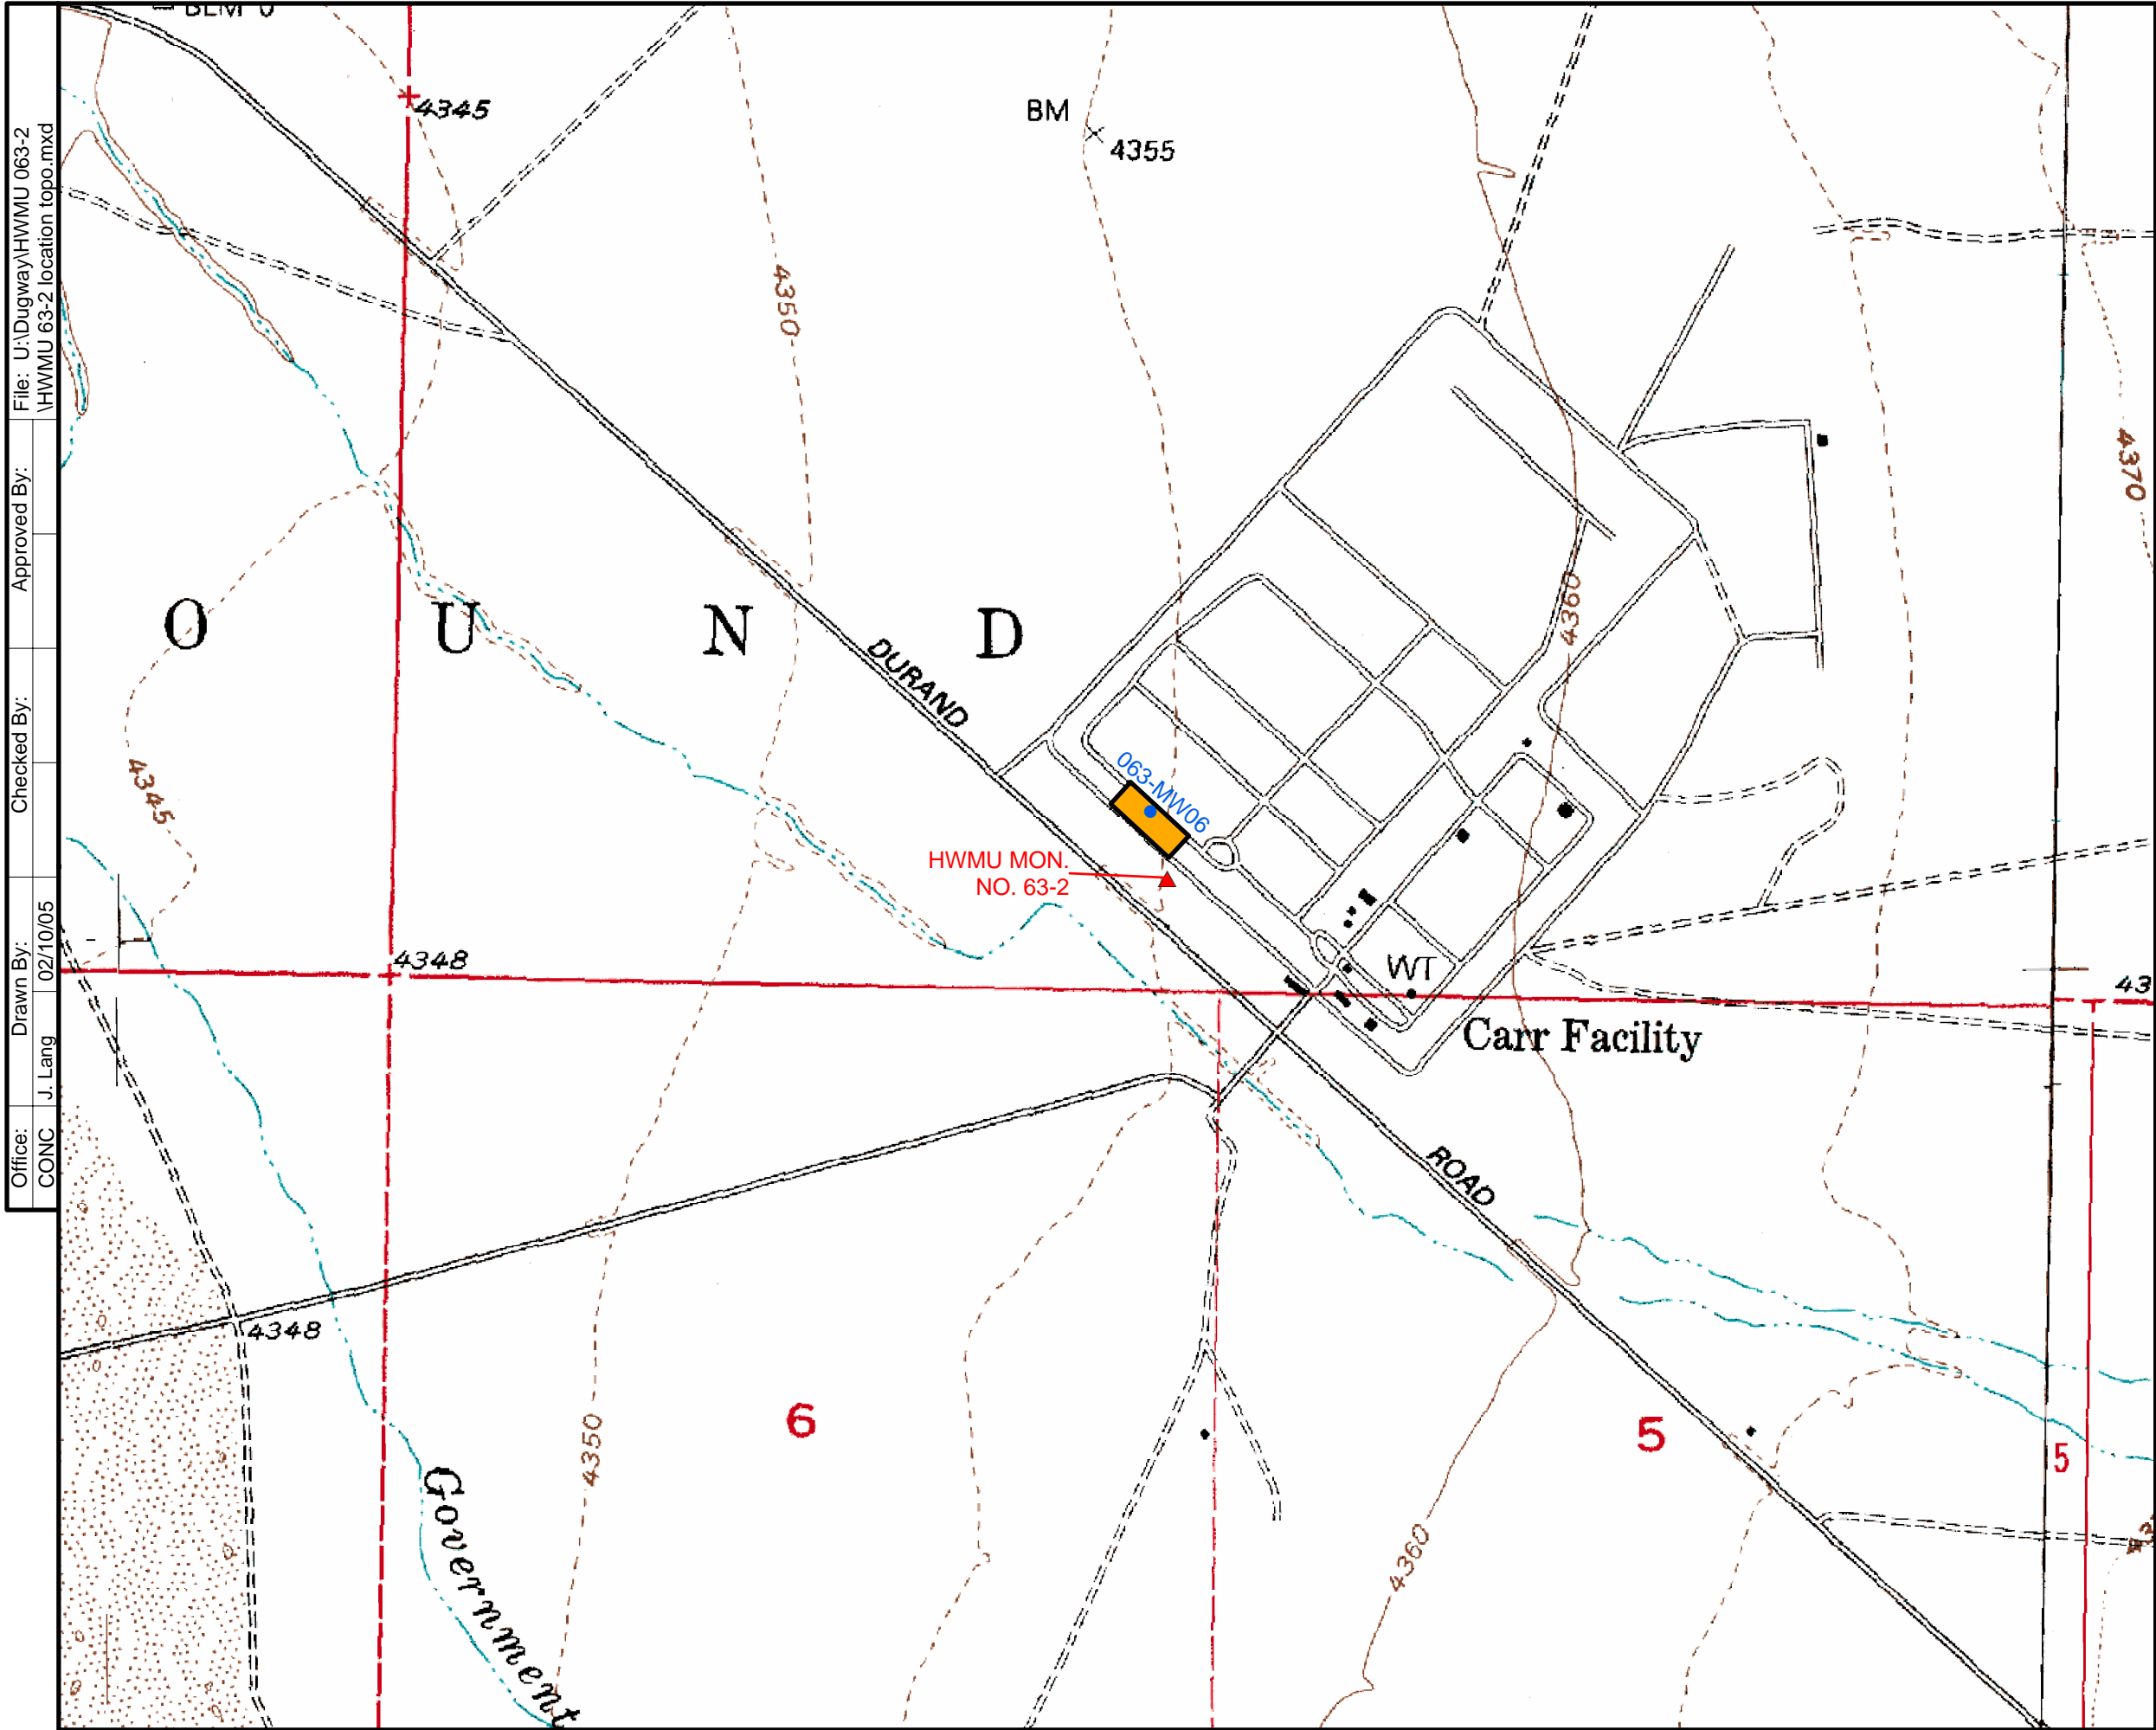 File: U:\Dugway\HWMU 063-2
\HWMU 63-2 location topo.mxd
Approved By:
Checked By:
Drawn By:
J. Lang
02/10/05
Office:
CONC
4345
BM
4355
4350
4370
4360
O U N D
DURAND
063-MW06
HWMU MON.
NO. 63-2
4345
4348
WT
43
Carr Facility
ROAD
4348
6
5
5
4350
4360
Government